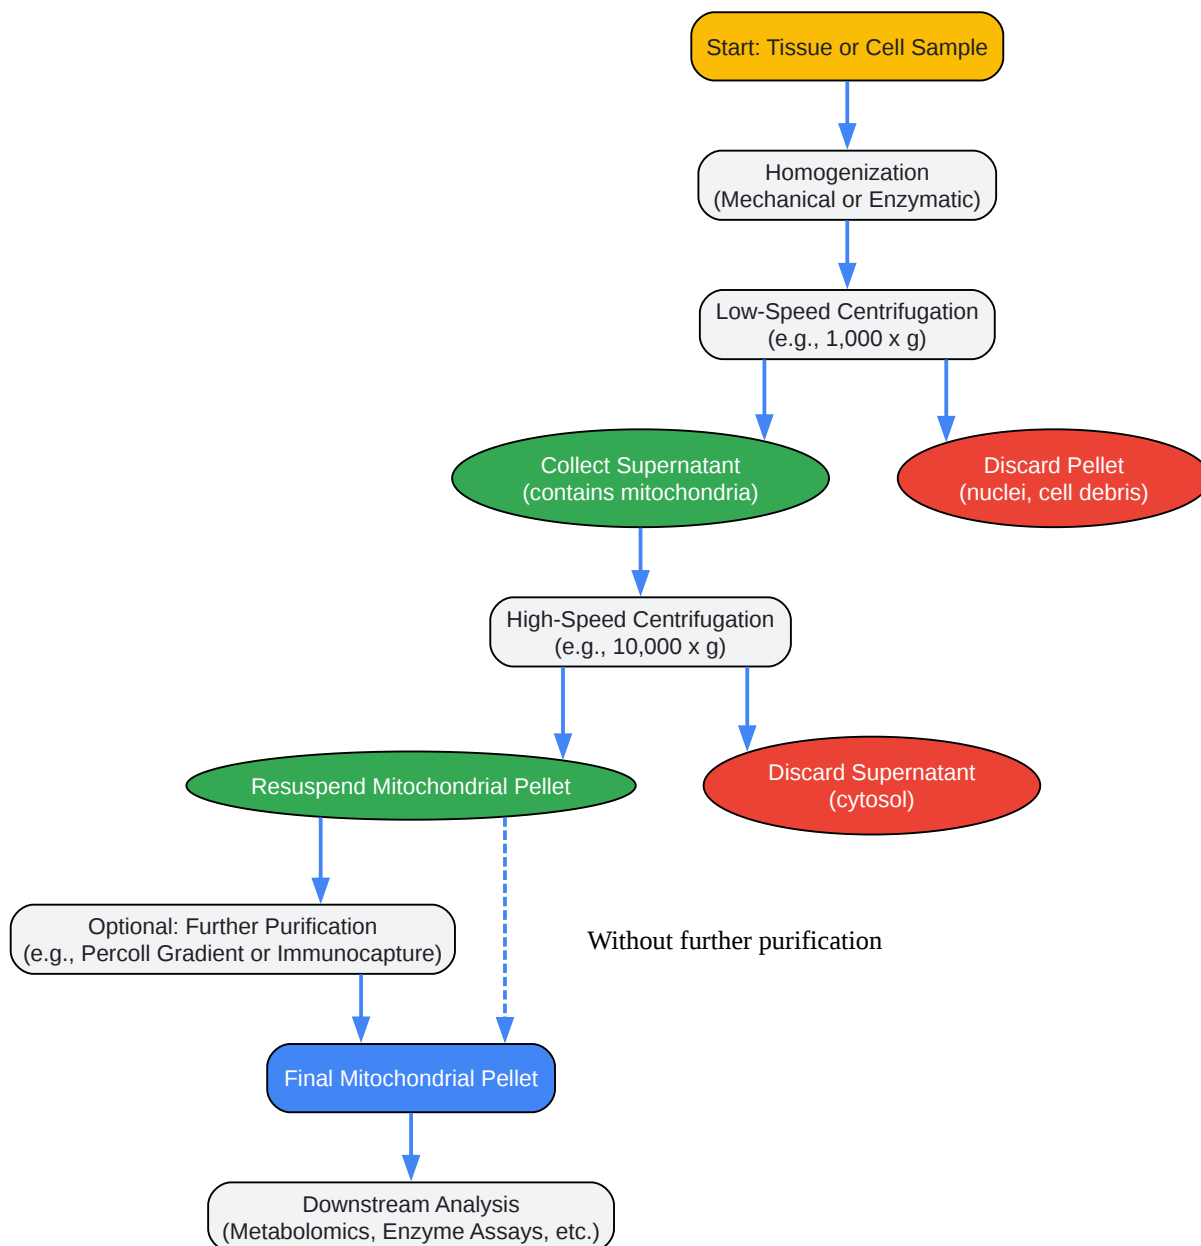 Start: Tissue or Cell Sample
Homogenization
(Mechanical or Enzymatic)
Low-Speed Centrifugation
(e.g., 1,000 x g)
Collect Supernatant
(contains mitochondria)
Discard Pellet
(nuclei, cell debris)
High-Speed Centrifugation
(e.g., 10,000 x g)
Resuspend Mitochondrial Pellet
Discard Supernatant
(cytosol)
Optional: Further Purification
(e.g., Percoll Gradient or Immunocapture)
Without further purification
Final Mitochondrial Pellet
Downstream Analysis
(Metabolomics, Enzyme Assays, etc.)